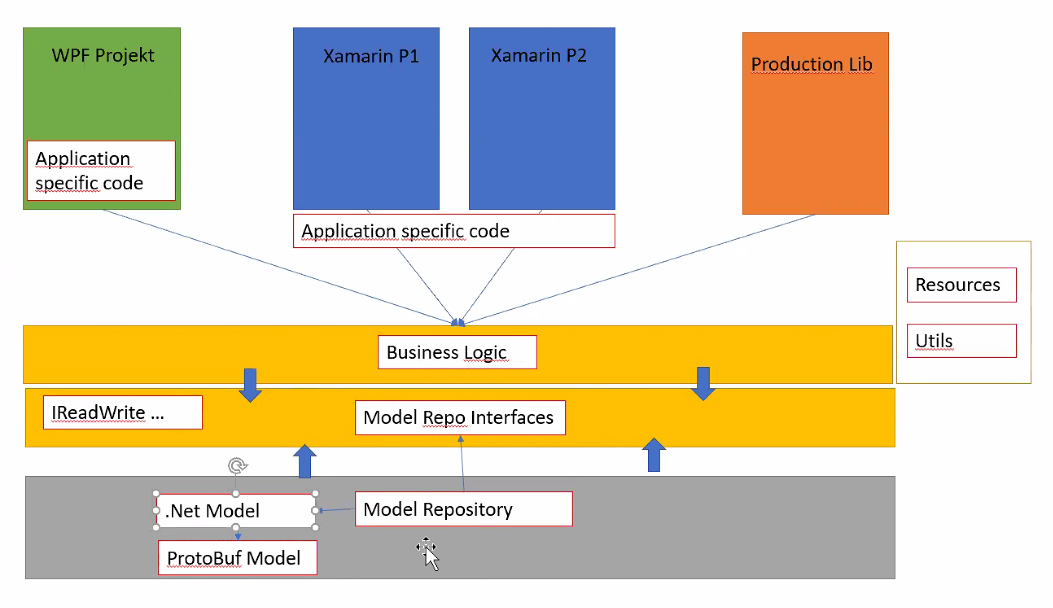 WPF Projekt
Xamarin P1
Xamarin P2
Production Lib
Application
specific code
Application specific code
Resources
Utils
Business Logic
IReadWrite ...
Model Repo Interfaces
.Net Model
Model Repository
ProtoBuf Model